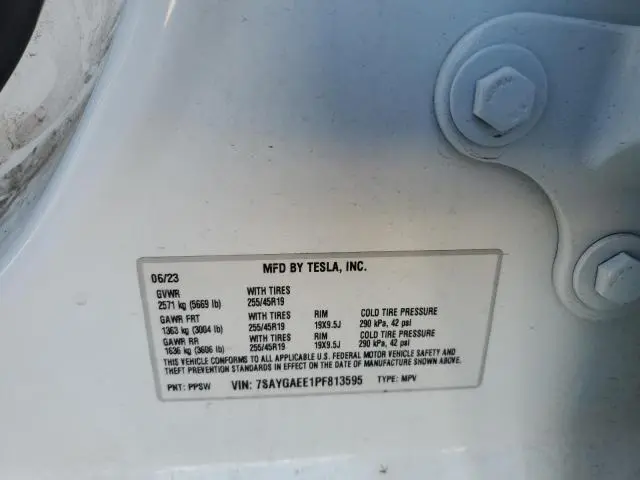 MFD BY TESLA, INC.
06/23
GVWR WITH TIRES
2571 kg (5669 lb) 255/45R19
GAWR FRT WITH TIRES RIM COLD TIRE PRESSURE
1363 kg (3004 lb) 255/45R19 19X9.5J 290 kPa, 42 psi
GAWR RR WITH TIRES RIM COLD TIRE PRESSURE
1636 kg (3606 lb) 255/45R19 19X9.5J 290 kPa, 42 psi
THIS VEHICLE CONFORMS TO ALL APPLICABLE U.S. FEDERAL MOTOR VEHICLE SAFETY AND
THEFT PREVENTION STANDARDS IN EFFECT ON THE DATE OF MANUFACTURE SHOWN ABOVE.
PNT: PPSW VIN: 7SAYGAEE1PF813595 TYPE: MPV